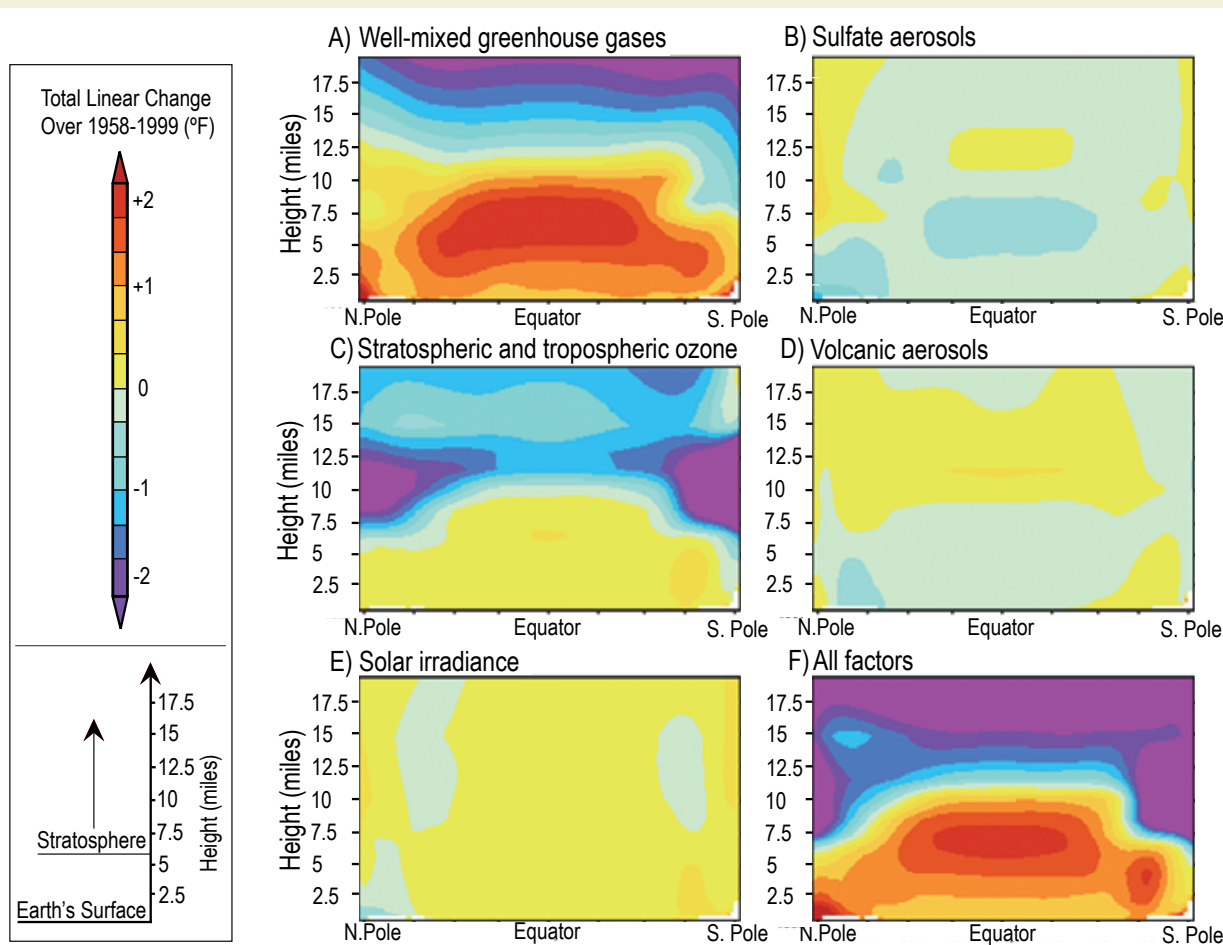 Total Linear Change
Over 1958-1999 (ºF)
+2
+1
0
-1
-2
17.5
15
12.5
10
7.5
5
2.5
Height (miles)
Stratosphere
Earth's Surface
A) Well-mixed greenhouse gases
17.5
15
12.5
10
7.5
5
2.5
Height (miles)
N.Pole Equator S. Pole
B) Sulfate aerosols
17.5
15
12.5
10
7.5
5
2.5
N.Pole Equator S. Pole
C) Stratospheric and tropospheric ozone
17.5
15
12.5
10
7.5
5
2.5
Height (miles)
N.Pole Equator S. Pole
D) Volcanic aerosols
17.5
15
12.5
10
7.5
5
2.5
N.Pole Equator S. Pole
E) Solar irradiance
17.5
15
12.5
10
7.5
5
2.5
Height (miles)
N.Pole Equator S. Pole
F) All factors
17.5
15
12.5
10
7.5
5
2.5
N.Pole Equator S. Pole